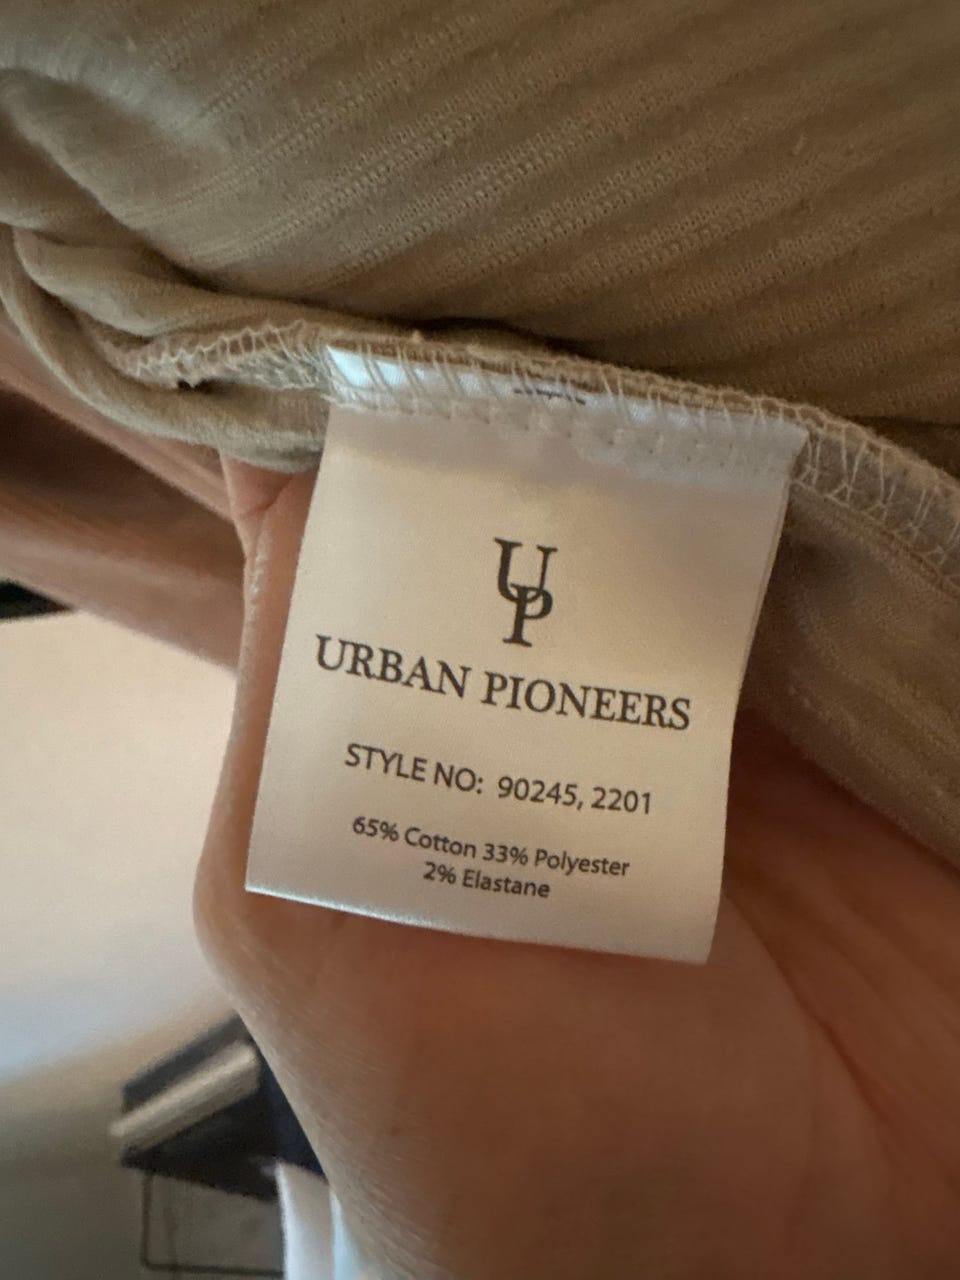 UP
URBAN PIONEERS
STYLE NO: 90245, 2201
65% Cotton 33% Polyester
2% Elastane